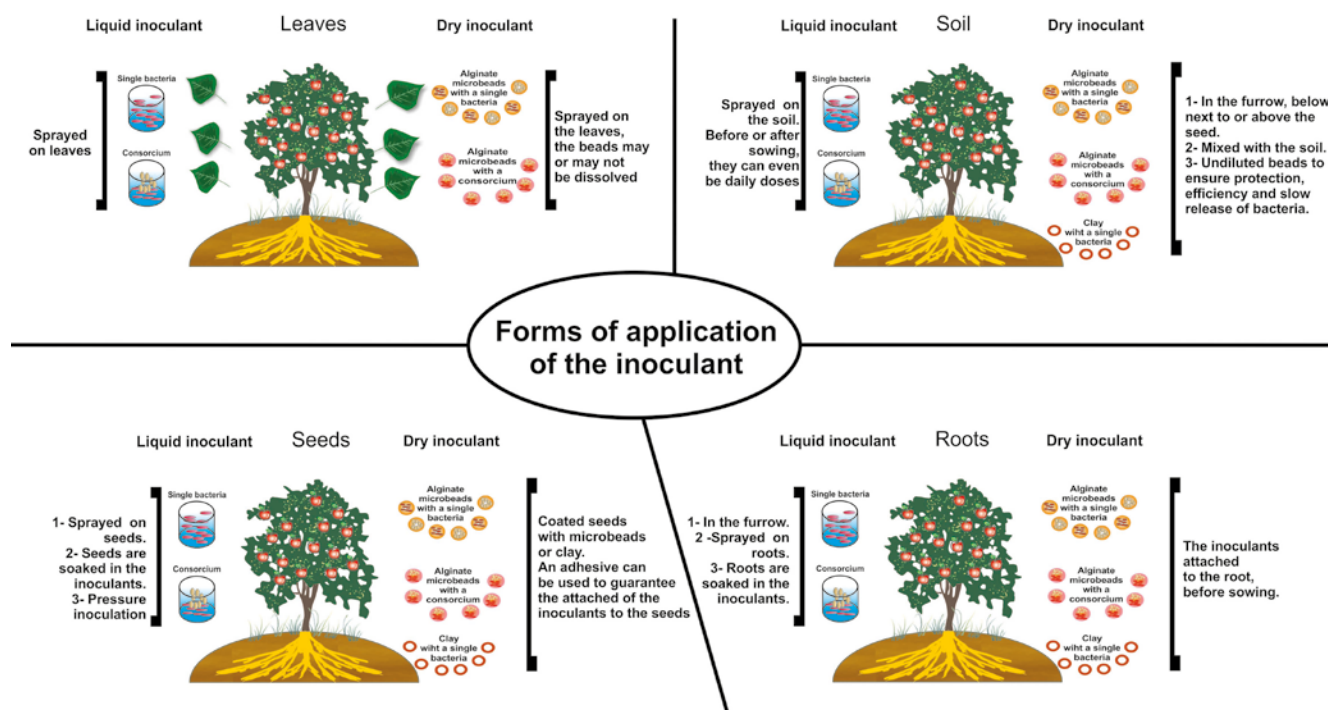 Liquid inoculant
Leaves
Dry inoculant
Single bacteria
Consorcium
Sprayed
on leaves
Alginate
microbeads
with a single
bacteria
Alginate
microbeads
with a
consorcium
Sprayed on
the leaves,
the beads may
or may not
be dissolved
Liquid inoculant
Soil
Dry inoculant
Sprayed on
the soil.
Before or after
sowing,
they can even
be daily doses
Single bacteria
Consorcium
Alginate
microbeads
with a single
bacteria
Alginate
microbeads
with a
consorcium
Clay
wiht a single
bacteria
1- In the furrow, below
next to or above the
seed.
2- Mixed with the soil.
3- Undiluted beads to
ensure protection,
efficiency and slow
release of bacteria.
Forms of application
of the inoculant
Liquid inoculant
Seeds
Dry inoculant
1- Sprayed on
seeds.
2- Seeds are
soaked in the
inoculants.
3- Pressure
inoculation
Single bacteria
Consorcium
Alginate
microbeads
with a single
bacteria
Alginate
microbeads
with a
consorcium
Clay
wiht a single
bacteria
Coated seeds
with microbeads
or clay.
An adhesive can
be used to guarantee
the attached of the
inoculants to the seeds
Liquid inoculant
Roots
Dry inoculant
1- In the furrow.
2 -Sprayed on
roots.
3- Roots are
soaked in the
inoculants.
Single bacteria
Consorcium
Alginate
microbeads
with a single
bacteria
Alginate
microbeads
with a
consorcium
Clay
wiht a single
bacteria
The inoculants
attached
to the root,
before sowing.